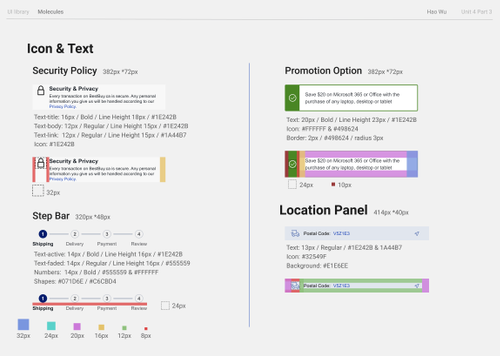 UI library Molecules
Hao Wu Unit 4 Part 3
Icon & Text
Security Policy 382px *72px
Security & Privacy
Every transaction on BestBuy.ca is secure. Any personal
information you give us will be handled according to our
Privacy Policy.
Text-title: 16px / Bold / Line Height 18px / #1E242B
Text-body: 12px / Regular / Line Height 15px / #1E242B
Text-link: 12px / Regular / Line Height 15px / #1A44B7
Icon: #1E242B
Security & Privacy
Every transaction on BestBuy.ca is secure. Any personal
information you give us will be handled according to our
Privacy Policy.
32px
Step Bar 320px *48px
1 2 3 4
Shipping Delivery Payment Review
Text-active: 14px / Bold / Line Height 16px / #1E242B
Text-faded: 14px / Regular / Line Height 16px / #555559
Numbers: 14px / Bold / #555559 & #FFFFFF
Shapes: #071D6E / #C6CBD4
1 2 3 4
Shipping Delivery Payment Review
24px
32px 24px 20px 16px 12px 8px
Promotion Option 382px *72px
Save $20 on Microsoft 365 or Office with the
purchase of any laptop, desktop or tablet
Text: 20px / Bold / Line Height 23px / #1E242B
Icon: #FFFFFF & #498624
Border: 2px / #498624 / radius 3px
Save $20 on Microsoft 365 or Office with the
purchase of any laptop, desktop or tablet
24px 10px
Location Panel 414px *40px
Postal Code:
Text: 13px / Regular / #1E242B & 1A44B7
Icon: #32549F
Background: #E1E6EE
Postal Code: